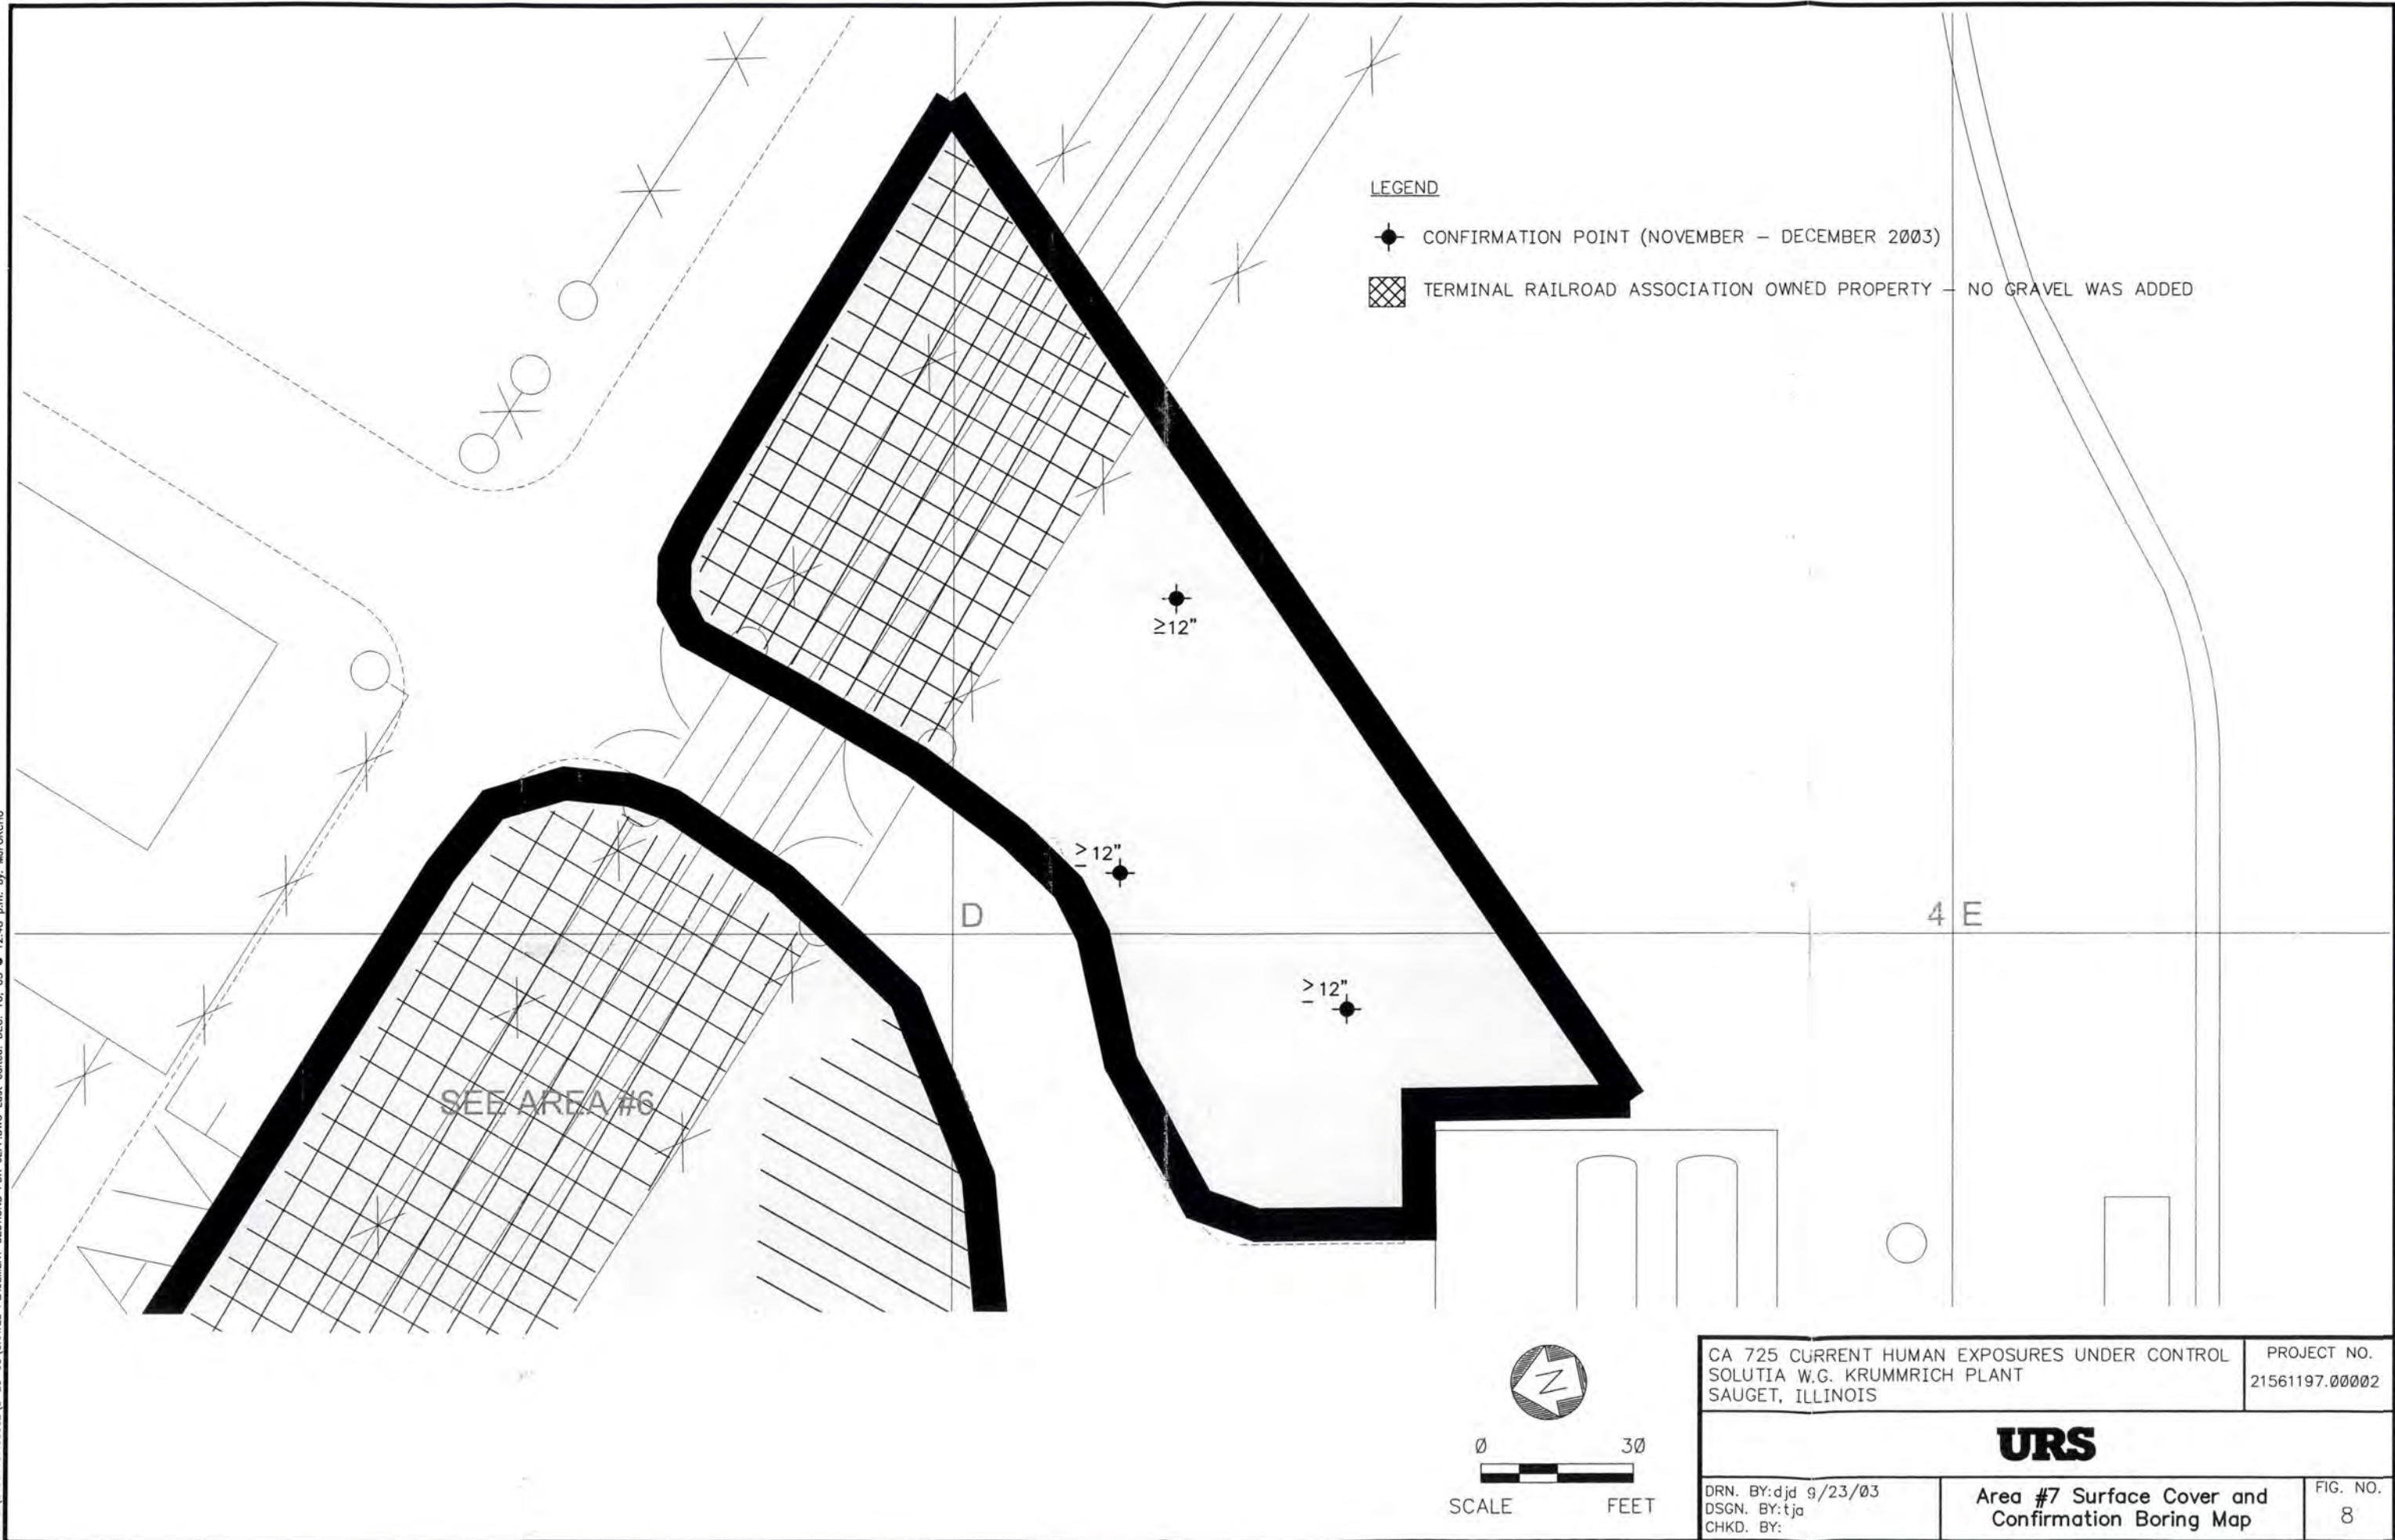 LEGEND
CONFIRMATION POINT (NOVEMBER – DECEMBER 2003)
TERMINAL RAILROAD ASSOCIATION OWNED PROPERTY – NO GRAVEL WAS ADDED
≥12"
≥12"
D
4 E
≥12"
SEE AREA #6
N
0 30
SCALE FEET
CA 725 CURRENT HUMAN EXPOSURES UNDER CONTROL
SOLUTIA W.G. KRUMMRICH PLANT
SAUGET, ILLINOIS
PROJECT NO.
21561197.00002
URS
DRN. BY:djd 9/23/03
DSGN. BY:tja
CHKD. BY:
Area #7 Surface Cover and
Confirmation Boring Map
FIG. NO.
8